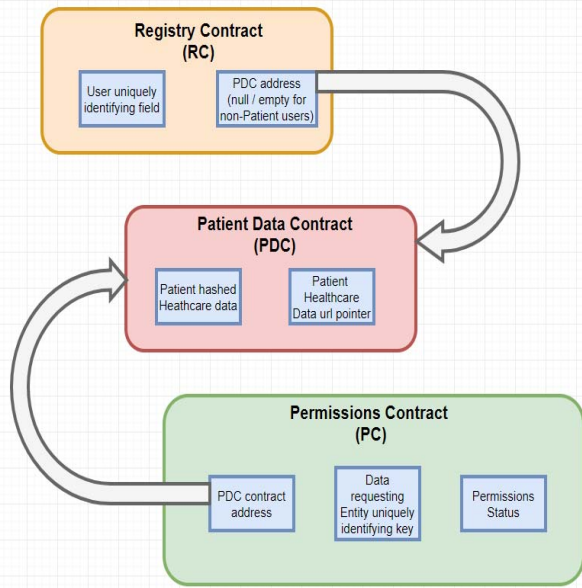 Registry Contract
(RC)
User uniquely
identifying field
PDC address
(null / empty for
non-Patient users)
Patient Data Contract
(PDC)
Patient hashed
Heathcare data
Patient
Healthcare
Data url pointer
Permissions Contract
(PC)
PDC contract
address
Data
requesting
Entity uniquely
identifying key
Permissions
Status